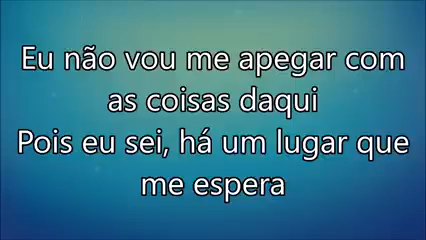 Eu não vou me apegar com
as coisas daqui
Pois eu sei, há um lugar que
me espera